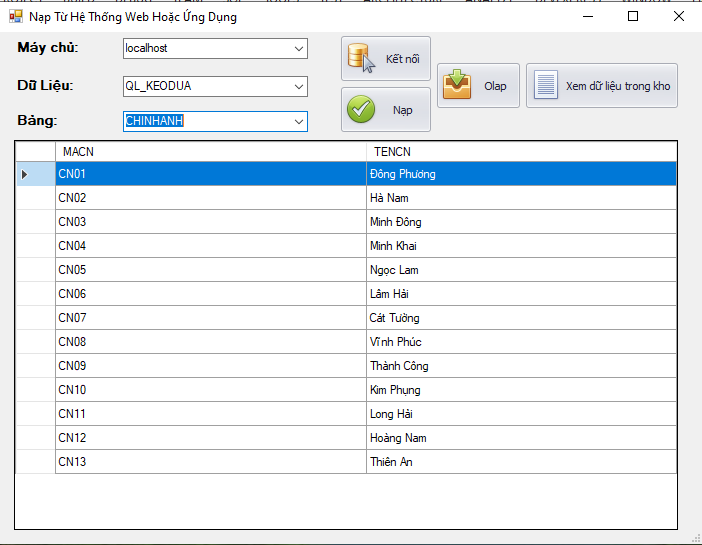 Nạp Từ Hệ Thống Web Hoặc Ứng Dụng
Máy chủ: localhost
Kết nối
Dữ Liệu: QL_KEODUA
Olap
Xem dữ liệu trong kho
Bảng: CHINHANH
Nạp
MACN TENCN
CN01 Đông Phương
CN02 Hà Nam
CN03 Minh Đông
CN04 Minh Khai
CN05 Ngọc Lam
CN06 Lâm Hải
CN07 Cát Tường
CN08 Vĩnh Phúc
CN09 Thành Công
CN10 Kim Phụng
CN11 Long Hải
CN12 Hoàng Nam
CN13 Thiên An